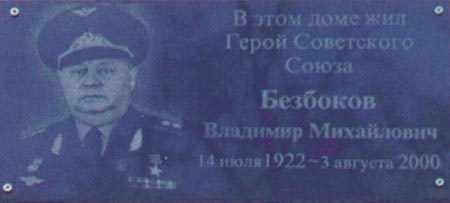 В этом доме жил
Герой Советского
Союза
Безбоков
Владимир Михайлович
14 июля 1922~3 августа 2000